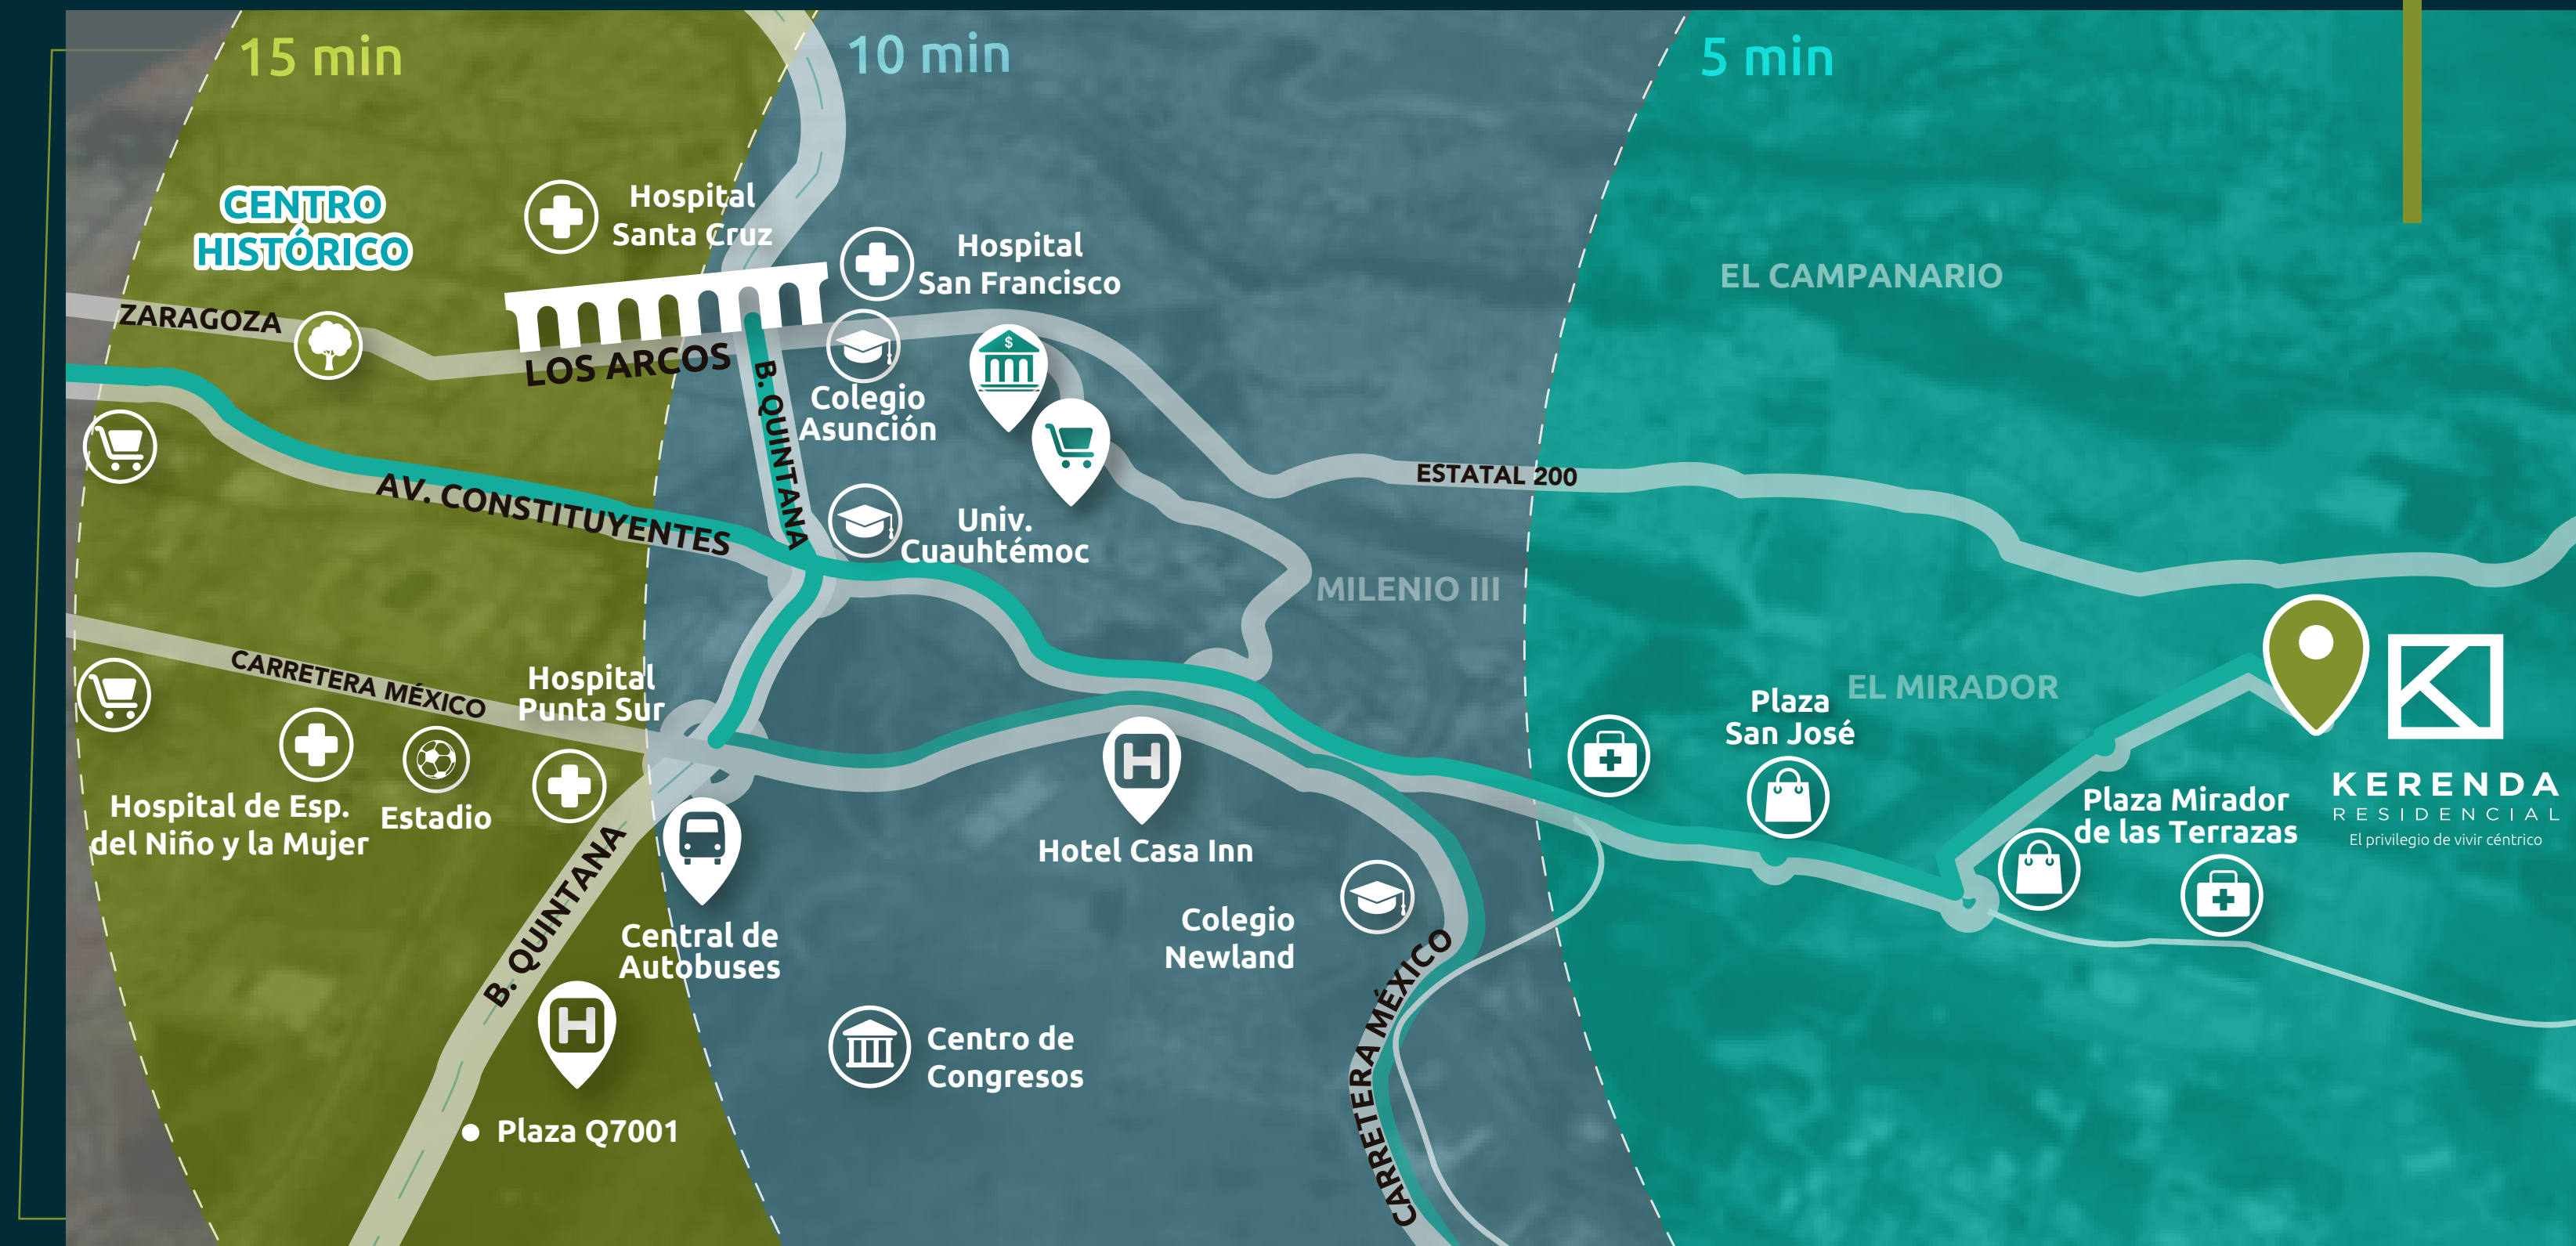 15 min
10 min
5 min
CENTRO
HISTÓRICO
Hospital
Santa Cruz
Hospital
San Francisco
EL CAMPANARIO
ZARAGOZA
LOS ARCOS
B. QUINTANA
Colegio
Asunción
$
ESTATAL 200
AV. CONSTITUYENTES
Univ.
Cuauhtémoc
MILENIO III
CARRETERA MÉXICO
Hospital
Punta Sur
Plaza
San José
EL MIRADOR
Hospital de Esp.
del Niño y la Mujer
Estadio
H
Hotel Casa Inn
Plaza Mirador
de las Terrazas
K
KERENDA
RESIDENCIAL
El privilegio de vivir céntrico
B. QUINTANA
Central de
Autobuses
Colegio
Newland
CARRETERA MÉXICO
H
Centro de
Congresos
Plaza Q7001